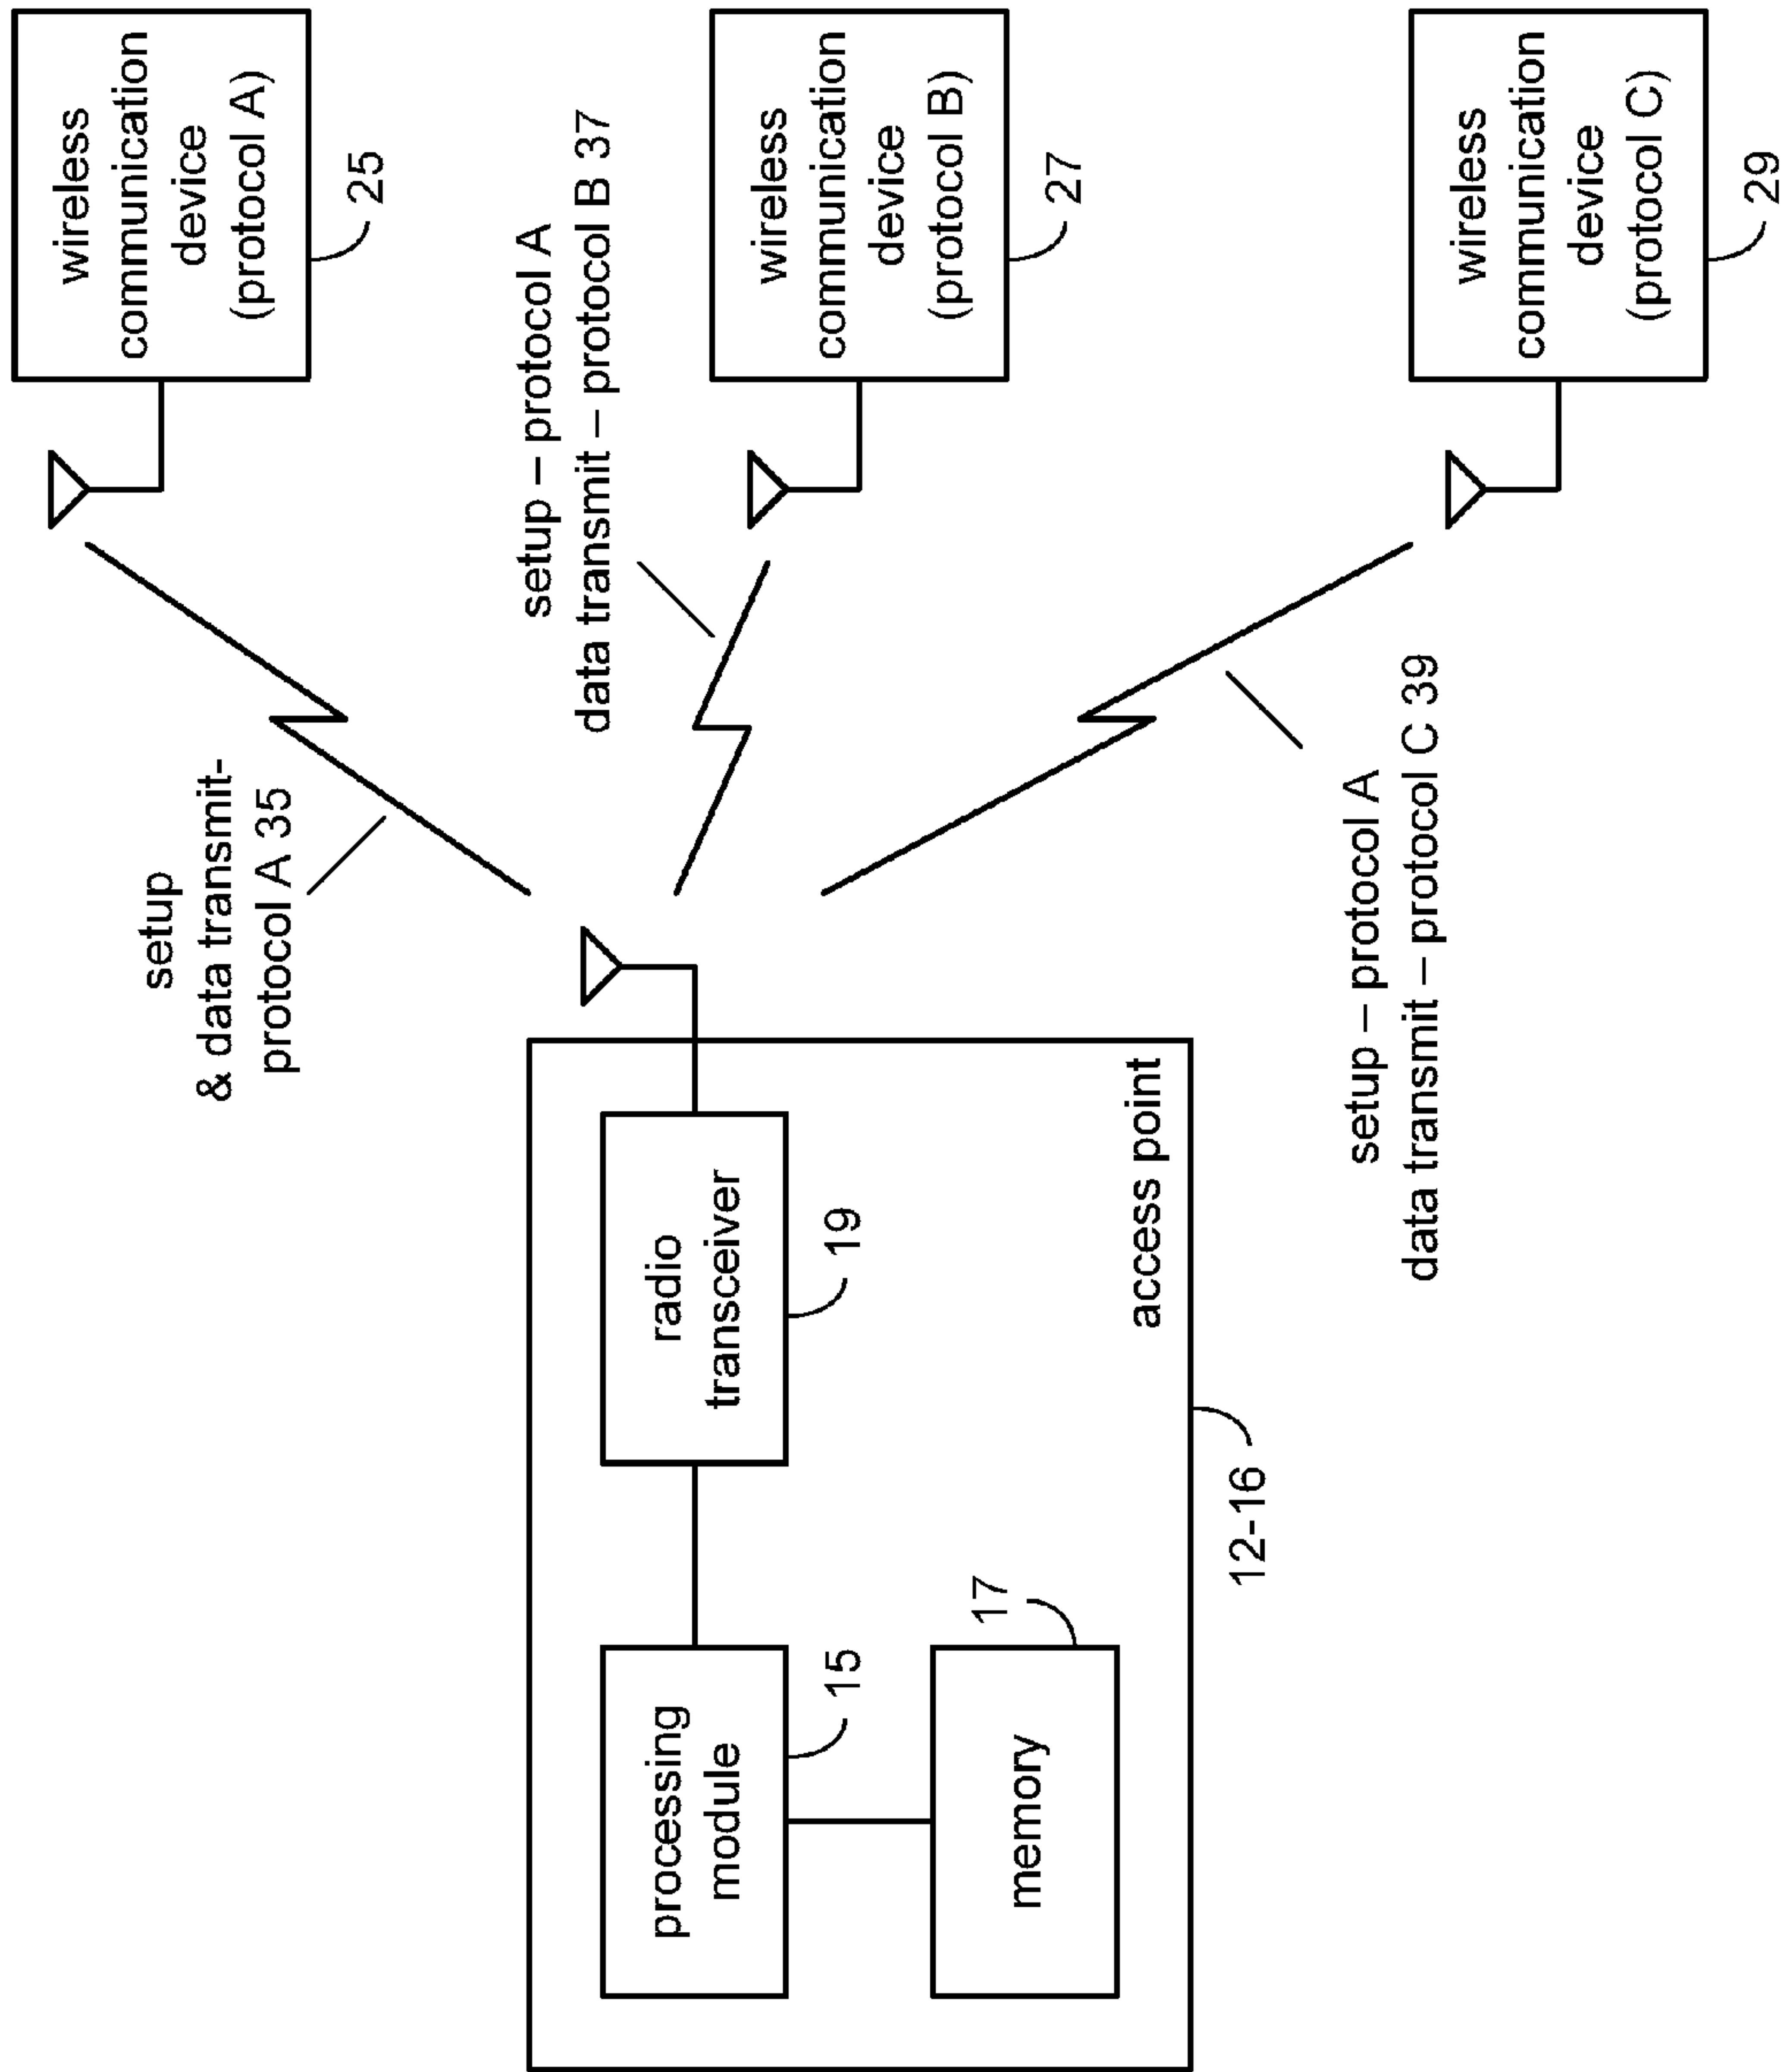 wireless
communication
device
(protocol A)
25
setup
& data transmit-
protocol A 35
setup – protocol A
data transmit – protocol B 37
wireless
communication
device
(protocol B)
27
processing
module
15
radio
transceiver
19
memory
17
access point
12-16
setup – protocol A
data transmit – protocol C 39
wireless
communication
device
(protocol C)
29